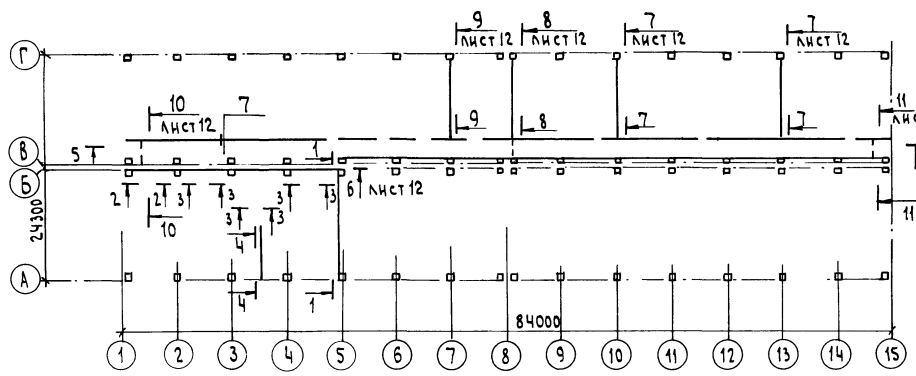 9 8 7 7
лист 12 лист 12 лист 12 лист 12
Г
10 7 11
лист 12
9 8 7 7
В 5 1
Б
2 2 3 3 3 3 3 3 6 лист 12
10 4 11
24300
А
4 1
84000
1 2 3 4 5 6 7 8 9 10 11 12 13 14 15